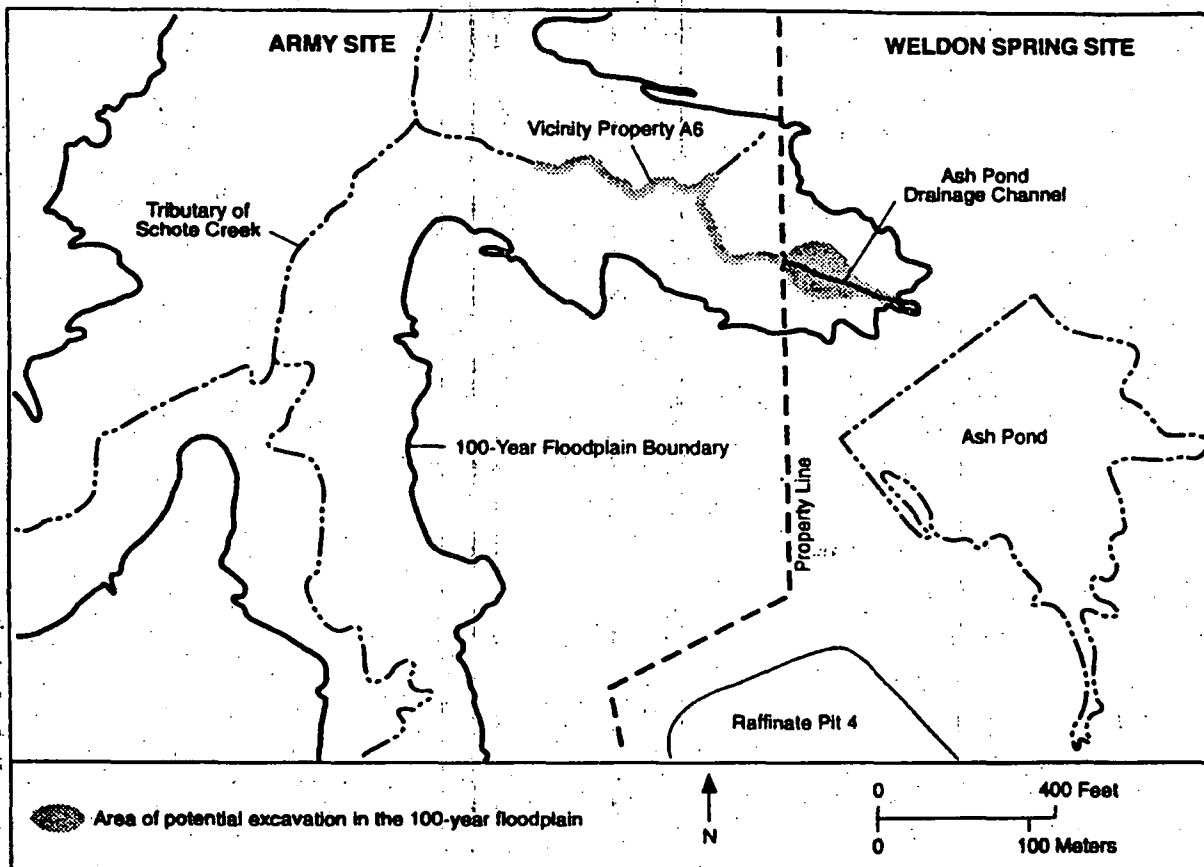 ARMY SITE
WELDON SPRING SITE
Vicinity Property A6
Ash Pond
Drainage Channel
Tributary of
Schote Creek
100-Year Floodplain Boundary
Ash Pond
Property Line
Raffinate Pit 4
Area of potential excavation in the 100-year floodplain
N
0 400 Feet
0 100 Meters